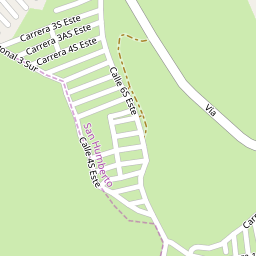 Carrera 3S Este
Carrera 3AS Este
Carrera 4S Este
onal 3 Sur
Calle 6S Este
Vía
San Humberto
Calle 4S Este
Car